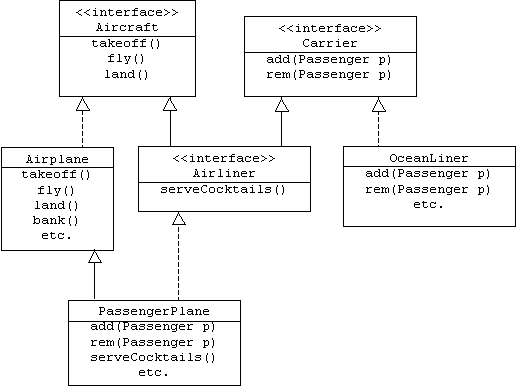 <<interface>>
Aircraft
takeoff()
fly()
land()
<<interface>>
Carrier
add(Passenger p)
rem(Passenger p)
Airplane
takeoff()
fly()
land()
bank()
etc.
<<interface>>
Airliner
serveCocktails()
OceanLiner
add(Passenger p)
rem(Passenger p)
etc.
PassengerPlane
add(Passenger p)
rem(Passenger p)
serveCocktails()
etc.